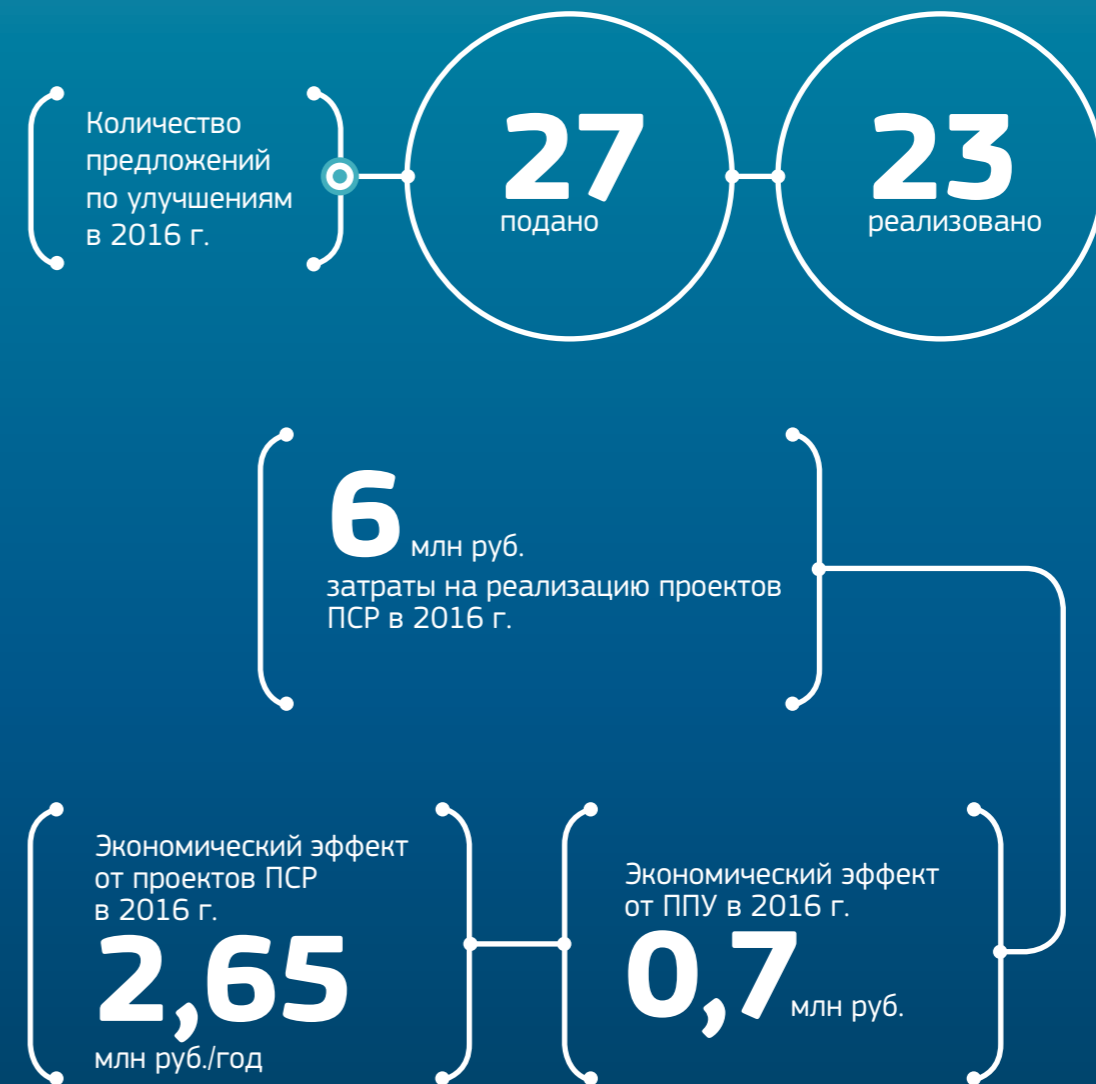 Количество
предложений
по улучшениям
в 2016 г.
27
подано
23
реализовано
6 млн руб.
затраты на реализацию проектов
ПСР в 2016 г.
Экономический эффект
от проектов ПСР
в 2016 г.
2,65
млн руб./год
Экономический эффект
от ППУ в 2016 г.
0,7 млн руб.